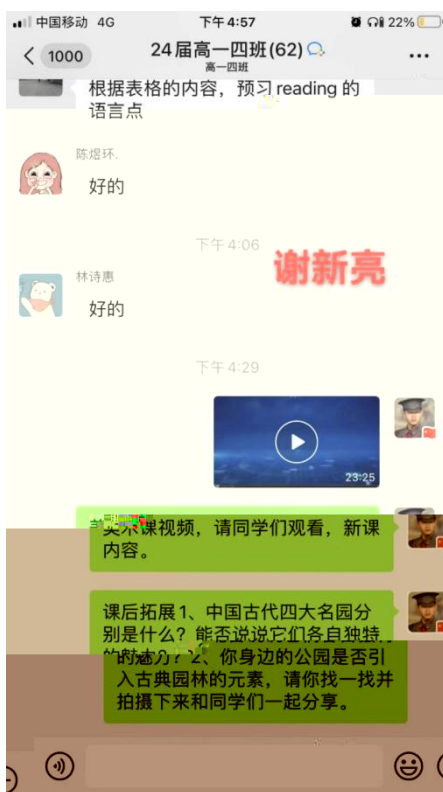 中国移动 4G 下午4:57 22%
1000 24届高一四班(62)
高一四班
根据表格的内容，预习 reading 的
语言点
陈煜环.
好的
下午 4:06
谢新亮
林诗惠
好的
下午 4:29
23:25
美术课视频，请同学们观看，新课
内容。
课后拓展1、中国古代四大名园分
别是什么？能否说说它们各自独特
的魅力？2、你身边的公园是否引
入古典园林的元素，请你找一找并
拍摄下来和同学们一起分享。